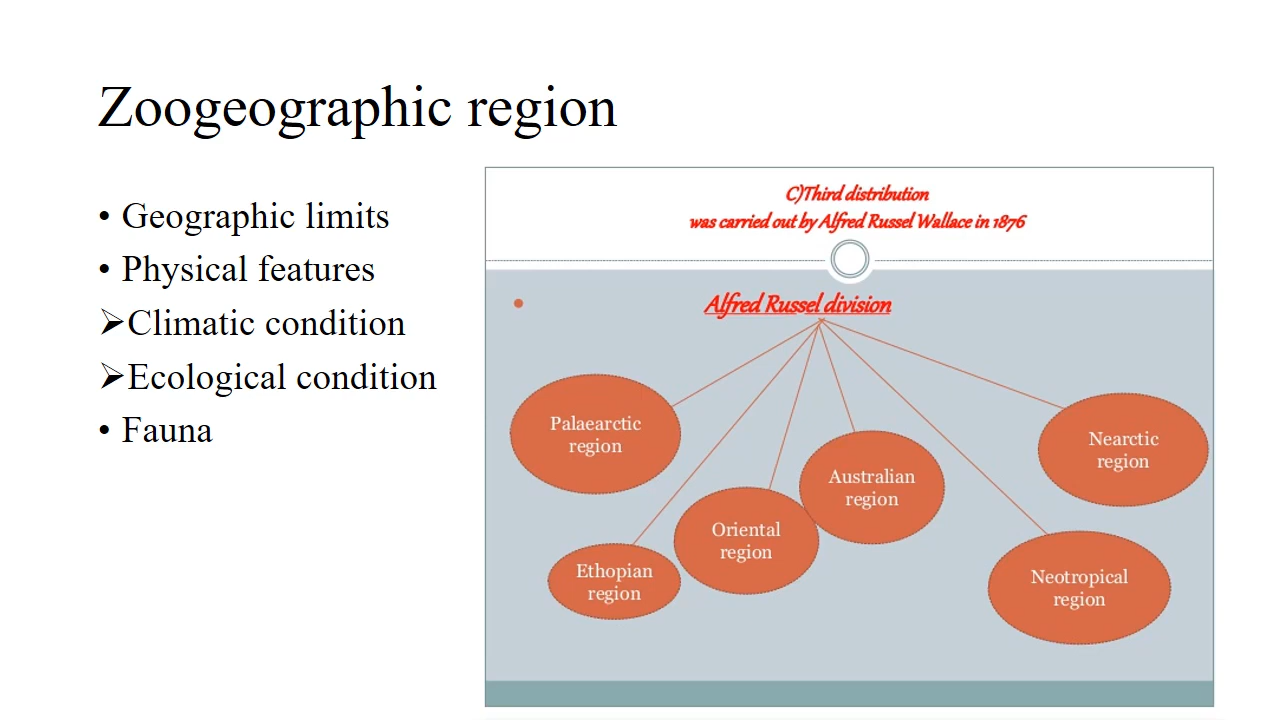 Zoogeographic region
• Geographic limits
• Physical features
➢Climatic condition
➢Ecological condition
• Fauna
C)Third distribution
was carried out by Alfred Russel Wallace in 1876
• Alfred Russel division
Palaearctic
region
Ethopian
region
Oriental
region
Australian
region
Neotropical
region
Nearctic
region